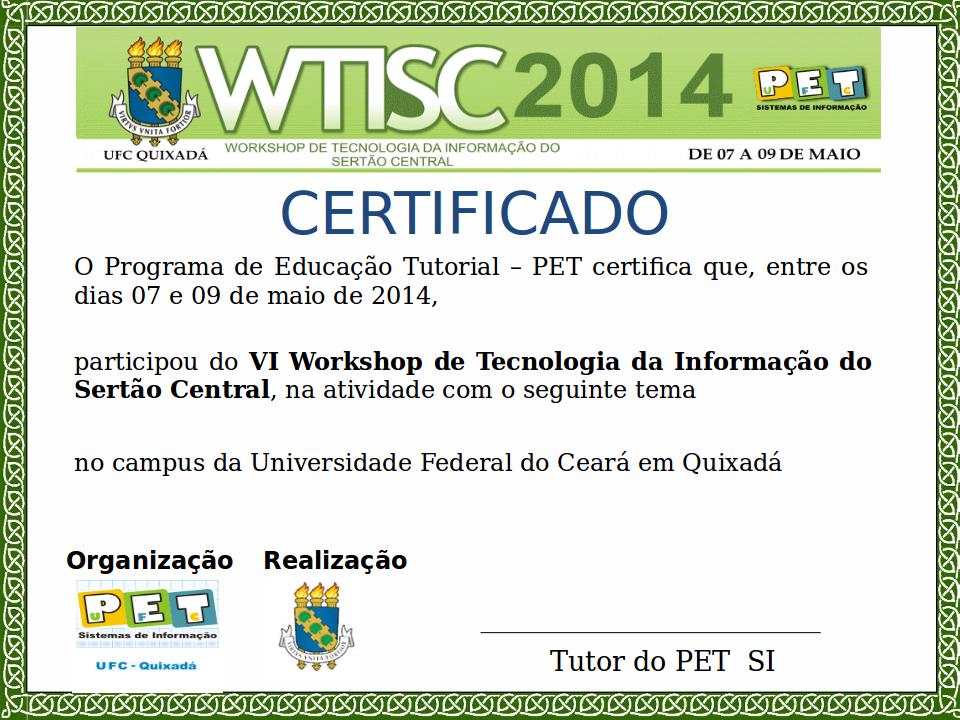 WTISC 2014
VIRTVS VNITA FORTIOR
UFC QUIXADÁ
WORKSHOP DE TECNOLOGIA DA INFORMAÇÃO DO
SERTÃO CENTRAL
PET
UFC
SISTEMAS DE INFORMAÇÃO
DE 07 A 09 DE MAIO
CERTIFICADO
O Programa de Educação Tutorial – PET certifica que, entre os
dias 07 e 09 de maio de 2014,
participou do VI Workshop de Tecnologia da Informação do
Sertão Central, na atividade com o seguinte tema
no campus da Universidade Federal do Ceará em Quixadá
Organização Realização
PET
UFC
Sistemas de Informação
UFC - Quixadá
VIRTVS VNITA FORTIOR
Tutor do PET SI